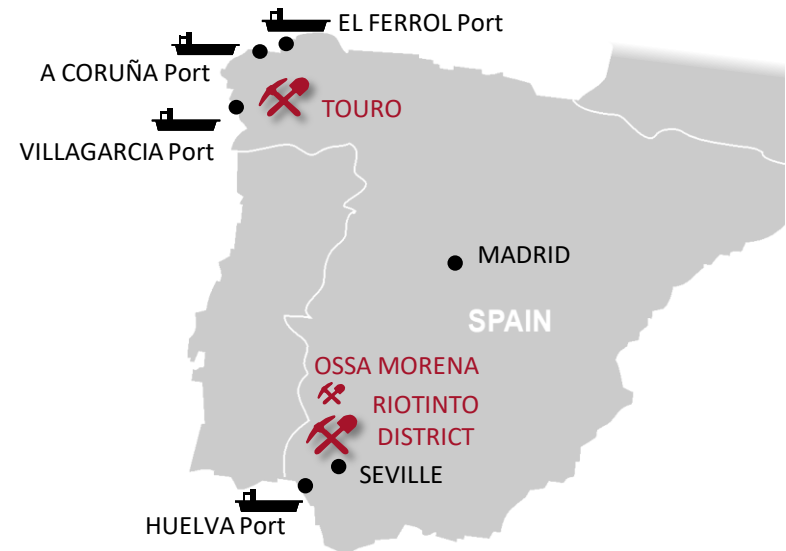 EL FERROL Port
A CORUÑA Port
TOURO
VILLAGARCIA Port
MADRID
SPAIN
OSSA MORENA
RIOTINTO
DISTRICT
SEVILLE
HUELVA Port